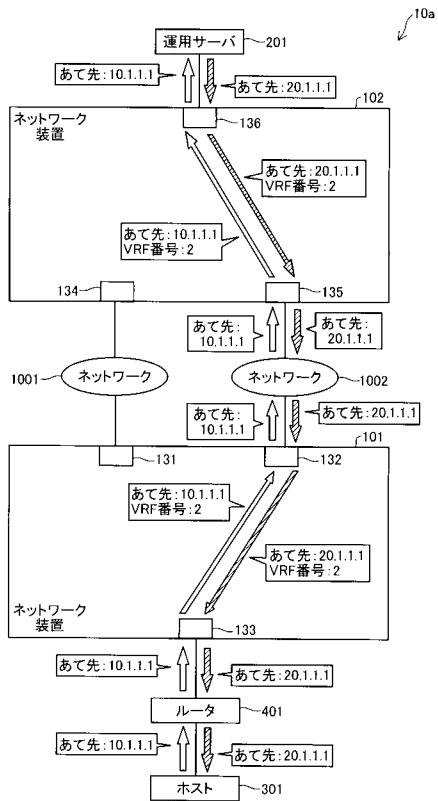 10a
運用サーバ
201
あて先:10.1.1.1
あて先:20.1.1.1
102
ネットワーク
装置
136
あて先:20.1.1.1
VRF番号:2
あて先:10.1.1.1
VRF番号:2
134
135
あて先:
10.1.1.1
あて先:
20.1.1.1
1001
ネットワーク
ネットワーク
1002
あて先:
10.1.1.1
あて先:20.1.1.1
101
131
132
あて先:10.1.1.1
VRF番号:2
あて先:20.1.1.1
VRF番号:2
ネットワーク
装置
133
あて先:10.1.1.1
あて先:20.1.1.1
ルータ
401
あて先:10.1.1.1
あて先:20.1.1.1
ホスト
301